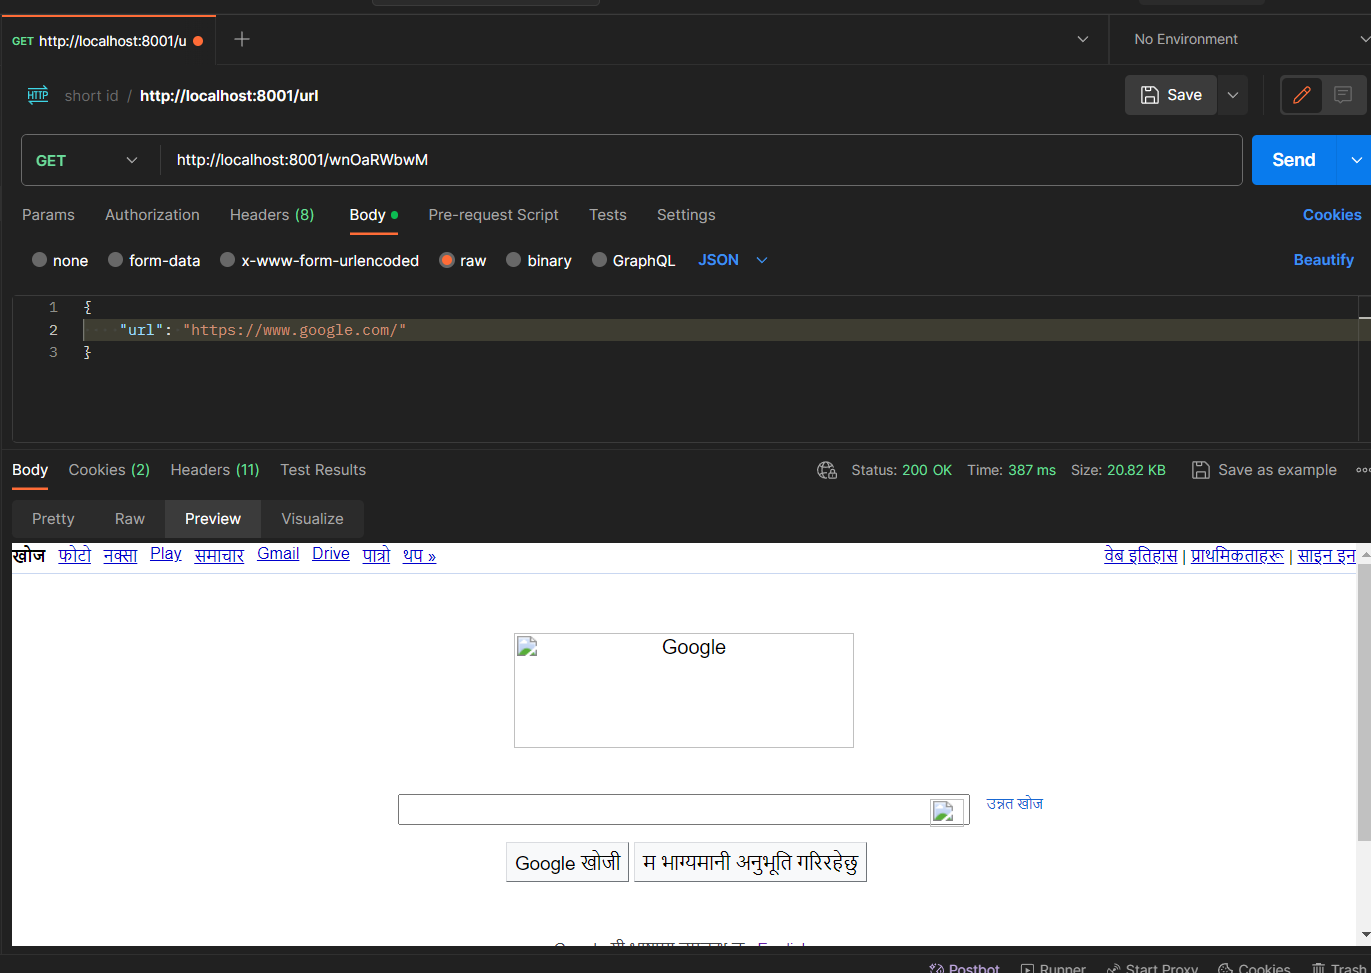 GET http://localhost:8001/u
No Environment
HTTP short id / http://localhost:8001/url
Save
GET http://localhost:8001/wnOaRWbwM
Send
Params Authorization Headers (8) Body Pre-request Script Tests Settings Cookies
none form-data x-www-form-urlencoded raw binary GraphQL JSON Beautify
1 {
2 "url": "https://www.google.com/"
3 }
Body Cookies (2) Headers (11) Test Results Status: 200 OK Time: 387 ms Size: 20.82 KB Save as example
Pretty Raw Preview Visualize
खोज फोटो नक्सा Play समाचार Gmail Drive पात्रो थप » वेब इतिहास | प्राथमिकताहरू | साइन इन
Google
उन्नत खोज
Google खोजी म भाग्यमानी अनुभूति गरिरहेछु
Postbot Runner Start Proxy Cookies Trash